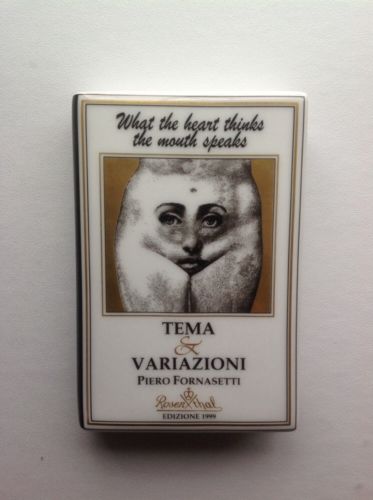 What the heart thinks
the mouth speaks
TEMA
&
VARIAZIONI
PIERO FORNASETTI
Rosenthal
EDIZIONE 1999